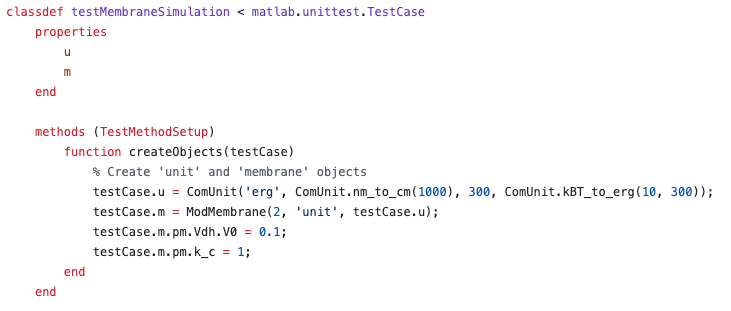 classdef testMembraneSimulation < matlab.unittest.TestCase
    properties
        u
        m
    end

    methods (TestMethodSetup)
        function createObjects(testCase)
            % Create 'unit' and 'membrane' objects
            testCase.u = ComUnit('erg', ComUnit.nm_to_cm(1000), 300, ComUnit.kBT_to_erg(10, 300));
            testCase.m = ModMembrane(2, 'unit', testCase.u);
            testCase.m.pm.Vdh.V0 = 0.1;
            testCase.m.pm.k_c = 1;
        end
    end